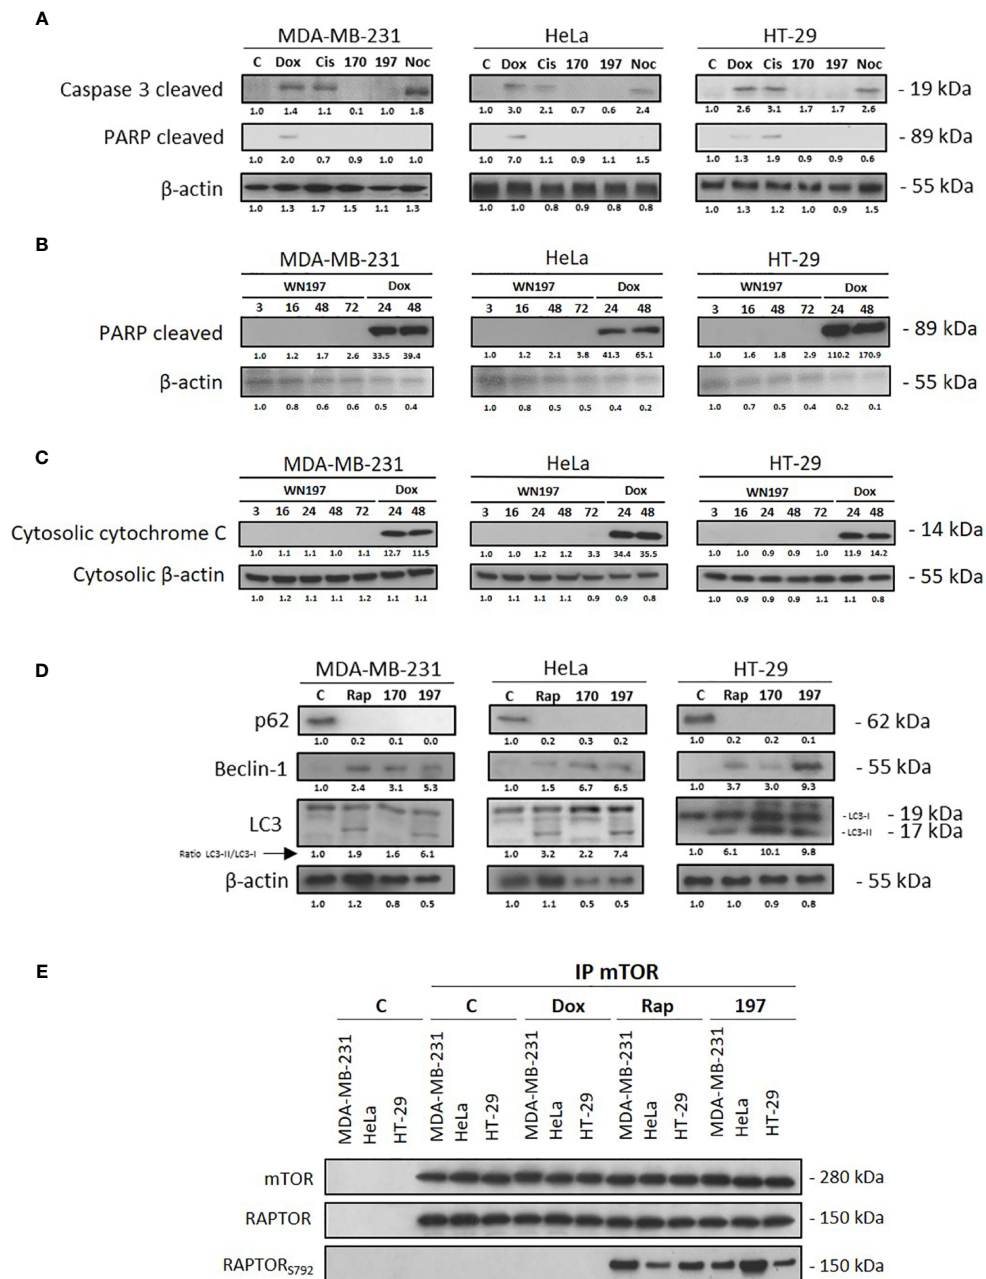 A
MDA-MB-231 HeLa HT-29
C Dox Cis 170 197 Noc C Dox Cis 170 197 Noc C Dox Cis 170 197 Noc
Caspase 3 cleaved - 19 kDa
1.0 1.4 1.1 0.1 1.0 1.8 1.0 3.0 2.1 0.7 0.6 2.4 1.0 2.6 3.1 1.7 1.7 2.6
PARP cleaved - 89 kDa
1.0 2.0 0.7 0.9 1.0 1.0 1.0 7.0 1.1 0.9 1.1 1.5 1.0 1.3 1.9 0.9 0.9 0.6
β-actin - 55 kDa
1.0 1.3 1.7 1.5 1.1 1.3 1.0 1.0 0.8 0.9 0.8 0.8 1.0 1.3 1.2 1.0 0.9 1.5
B
MDA-MB-231 HeLa HT-29
WN197 Dox WN197 Dox WN197 Dox
3 16 48 72 24 48 3 16 48 72 24 48 3 16 48 72 24 48
PARP cleaved - 89 kDa
1.0 1.2 1.7 2.6 33.5 39.4 1.0 1.2 2.1 3.8 41.3 65.1 1.0 1.6 1.8 2.9 110.2 170.9
β-actin - 55 kDa
1.0 0.8 0.6 0.6 0.5 0.4 1.0 0.8 0.5 0.5 0.4 0.2 1.0 0.7 0.5 0.4 0.2 0.1
C
MDA-MB-231 HeLa HT-29
WN197 Dox WN197 Dox WN197 Dox
3 16 24 48 72 24 48 3 16 24 48 72 24 48 3 16 24 48 72 24 48
Cytosolic cytochrome C - 14 kDa
1.0 1.1 1.1 1.0 1.1 12.7 11.5 1.0 1.0 1.2 1.2 3.3 34.4 35.5 1.0 1.0 0.9 0.9 1.0 11.9 14.2
Cytosolic β-actin - 55 kDa
1.0 1.2 1.1 1.1 1.2 1.1 1.1 1.0 1.1 1.1 1.1 0.9 0.9 0.8 1.0 0.9 0.9 0.9 1.1 1.1 0.8
D
MDA-MB-231 HeLa HT-29
C Rap 170 197 C Rap 170 197 C Rap 170 197
p62 - 62 kDa
1.0 0.2 0.1 0.0 1.0 0.2 0.3 0.2 1.0 0.2 0.2 0.1
Beclin-1 - 55 kDa
1.0 2.4 3.1 5.3 1.0 1.5 6.7 6.5 1.0 3.7 3.0 9.3
LC3 - LC3-I - 19 kDa
- LC3-II - 17 kDa
Ratio LC3-II/LC3-I 1.0 1.9 1.6 6.1 1.0 3.2 2.2 7.4 1.0 6.1 10.1 9.8
β-actin - 55 kDa
1.0 1.2 0.8 0.5 1.0 1.1 0.5 0.5 1.0 1.0 0.9 0.8
E
IP mTOR
C C Dox Rap 197
MDA-MB-231 HeLa HT-29 MDA-MB-231 HeLa HT-29 MDA-MB-231 HeLa HT-29 MDA-MB-231 HeLa HT-29 MDA-MB-231 HeLa HT-29
mTOR - 280 kDa
RAPTOR - 150 kDa
RAPTORS792 - 150 kDa